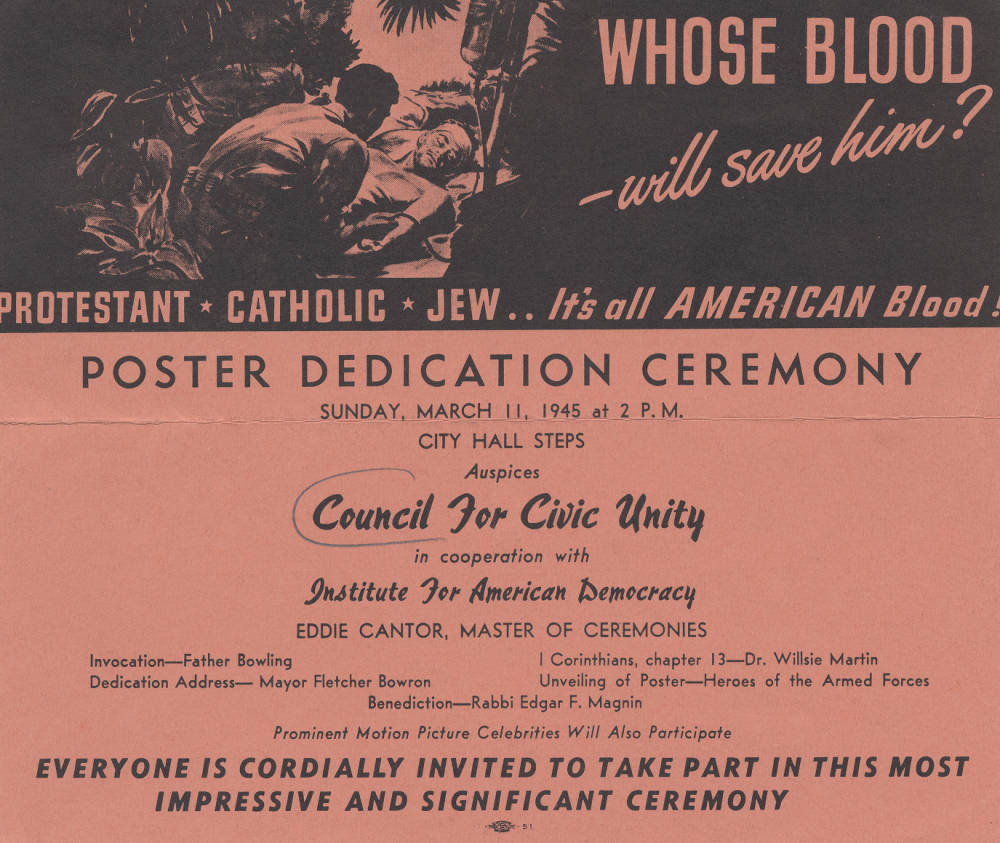 WHOSE BLOOD
-will save him?
PROTESTANT ★ CATHOLIC ★ JEW.. It's all AMERICAN Blood!
POSTER DEDICATION CEREMONY
SUNDAY, MARCH 11, 1945 at 2 P.M.
CITY HALL STEPS
Auspices
Council For Civic Unity
in cooperation with
Institute For American Democracy
EDDIE CANTOR, MASTER OF CEREMONIES
Invocation—Father Bowling
Dedication Address— Mayor Fletcher Bowron
I Corinthians, chapter 13—Dr. Willsie Martin
Unveiling of Poster—Heroes of the Armed Forces
Benediction—Rabbi Edgar F. Magnin
Prominent Motion Picture Celebrities Will Also Participate
EVERYONE IS CORDIALLY INVITED TO TAKE PART IN THIS MOST
IMPRESSIVE AND SIGNIFICANT CEREMONY
51